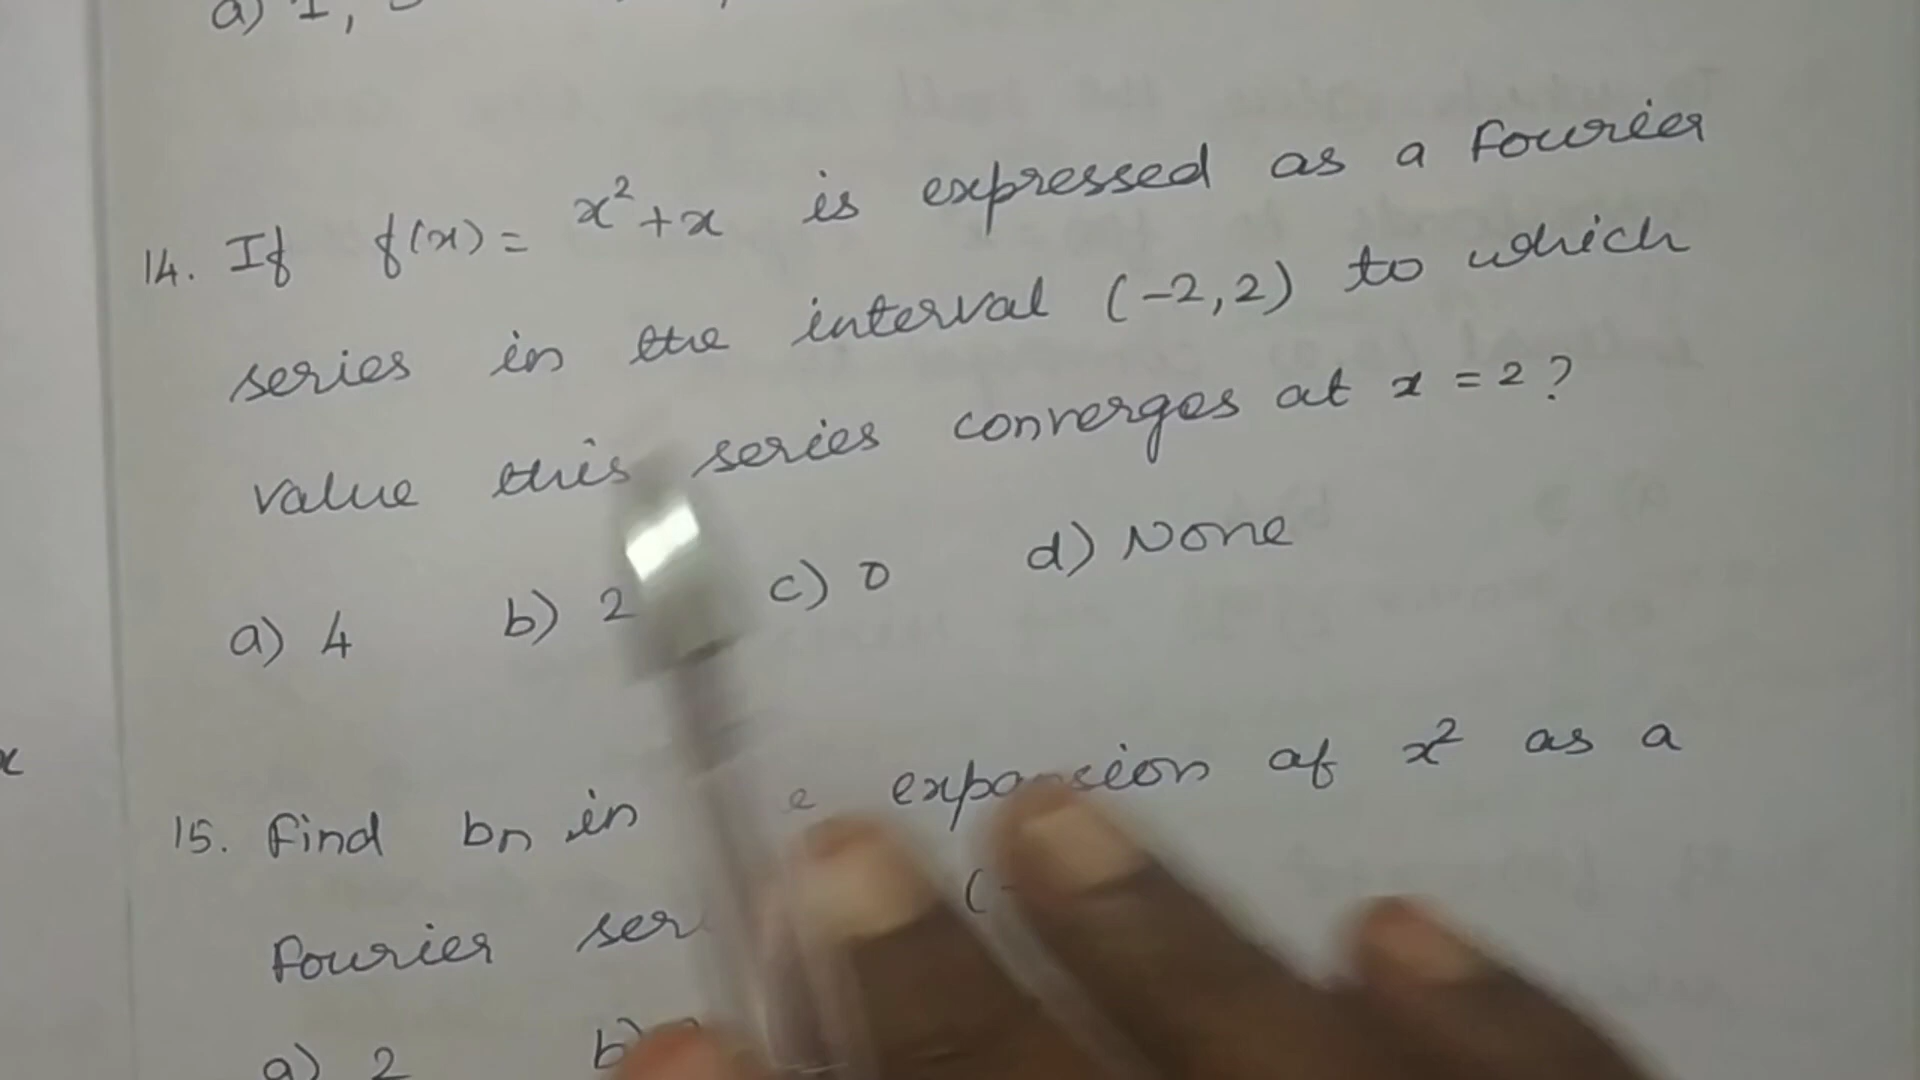 a) 1,
14. If f(x) = x²+x is expressed as a Fourier
series in the interval (-2,2) to which
value this series converges at x = 2?
a) 4 b) 2 c) 0 d) None
15. Find bn in expansion of x² as a
Fourier (-
a) 2 b)
x